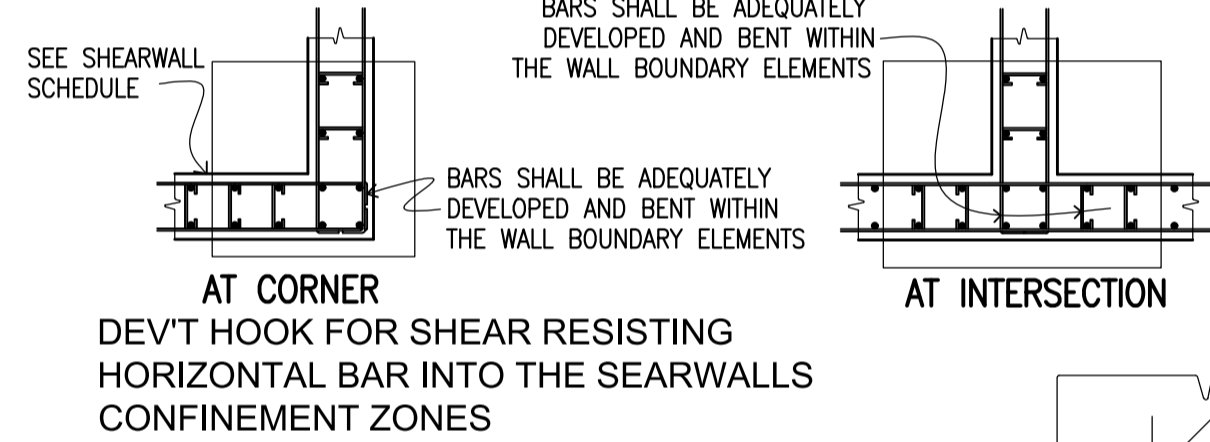 SEE SHEARWALL
SCHEDULE
BARS SHALL BE ADEQUATELY
DEVELOPED AND BENT WITHIN
THE WALL BOUNDARY ELEMENTS
BARS SHALL BE ADEQUATELY
DEVELOPED AND BENT WITHIN
THE WALL BOUNDARY ELEMENTS
AT CORNER
AT INTERSECTION
DEV'T HOOK FOR SHEAR RESISTING
HORIZONTAL BAR INTO THE SEARWALLS
CONFINEMENT ZONES